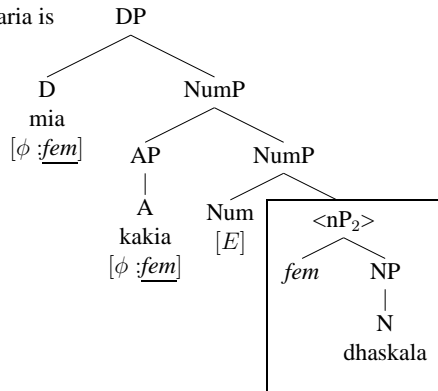 aria is DP
D NumP
mia
[ϕ :fem] AP NumP
A Num <nP₂>
kakia [E]
[ϕ :fem] fem NP
N
dhaskala